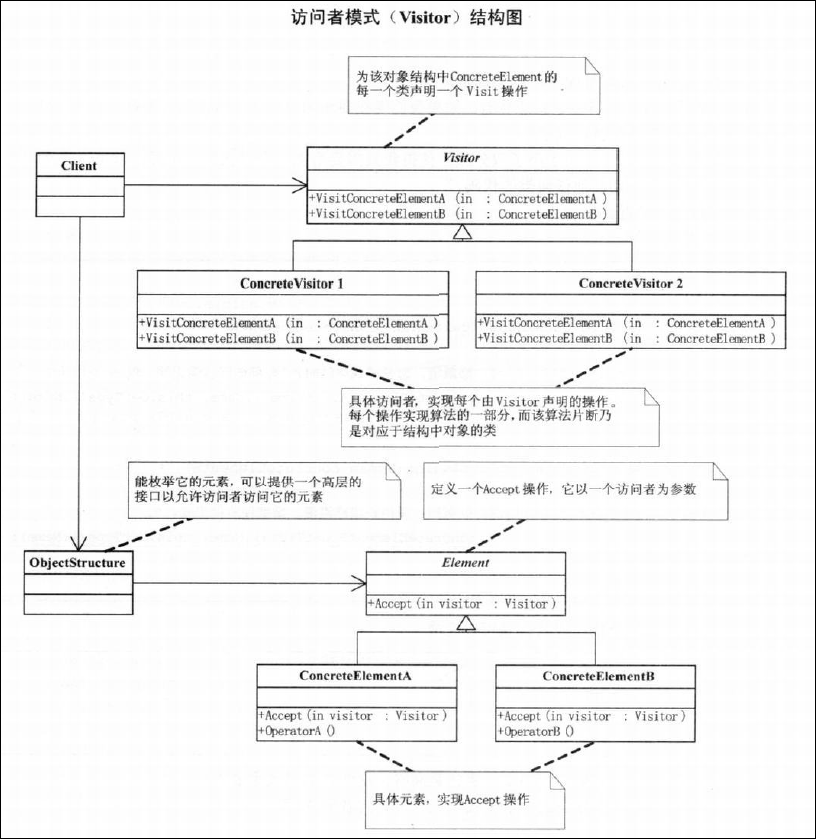 访问者模式（Visitor）结构图
为该对象结构中ConcreteElement的
每一个类声明一个 Visit 操作
Client
Visitor
+VisitConcreteElementA (in : ConcreteElementA )
+VisitConcreteElementB (in : ConcreteElementB )
ConcreteVisitor 1
+VisitConcreteElementA (in : ConcreteElementA )
+VisitConcreteElementB (in : ConcreteElementB )
ConcreteVisitor 2
+VisitConcreteElementA (in : ConcreteElementA )
+VisitConcreteElementB (in : ConcreteElementB )
具体访问者，实现每个由Visitor声明的操作。
每个操作实现算法的一部分，而该算法片断乃
是对应于结构中对象的类
能枚举它的元素，可以提供一个高层的
接口以允许访问者访问它的元素
定义一个Accept操作，它以一个访问者为参数
ObjectStructure
Element
+Accept(in visitor : Visitor)
ConcreteElementA
+Accept(in visitor : Visitor)
+OperatorA()
ConcreteElementB
+Accept(in visitor : Visitor)
+OperatorB()
具体元素，实现Accept操作